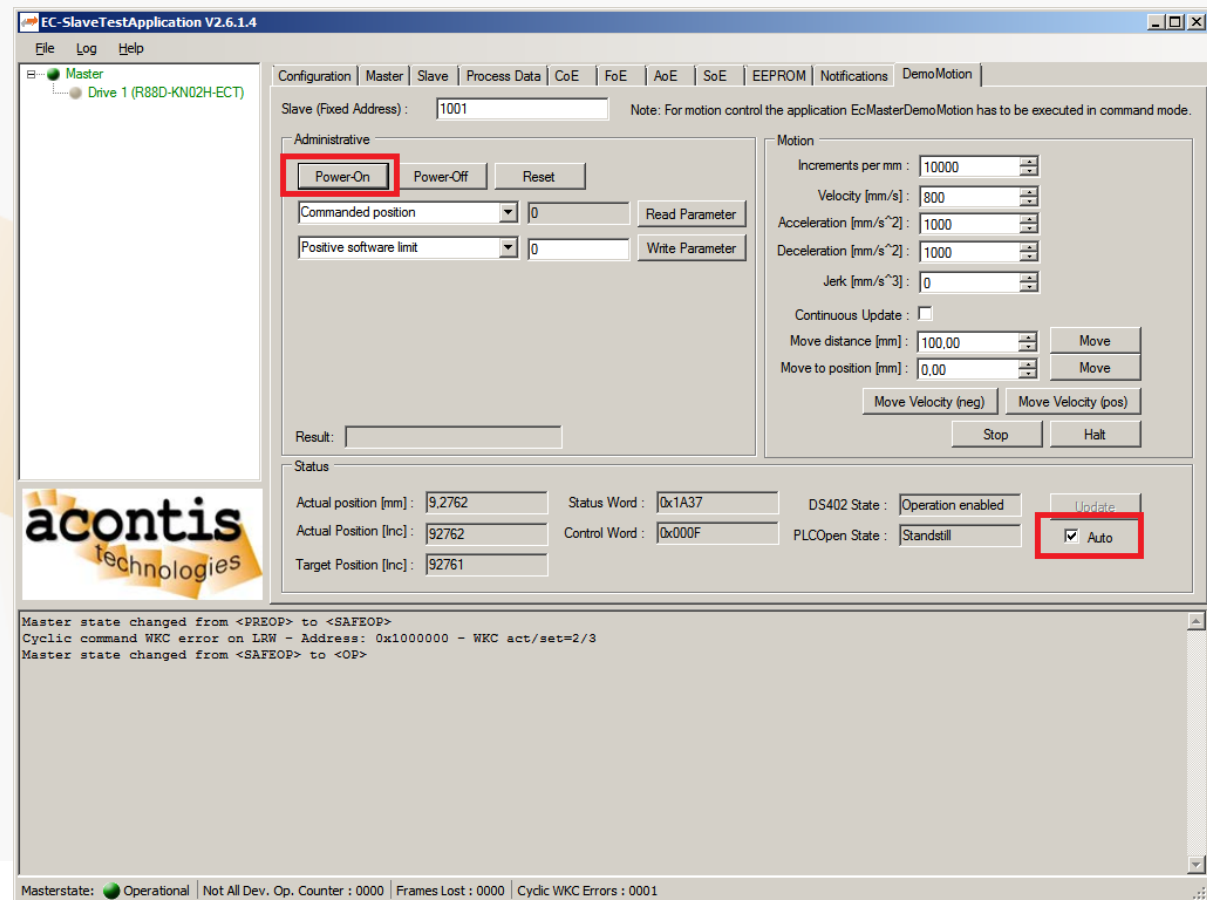 EC-SlaveTestApplication V2.6.1.4
File Log Help
Master
Drive 1 (R88D-KN02H-ECT)
Configuration Master Slave Process Data CoE FoE AoE SoE EEPROM Notifications DemoMotion
Slave (Fixed Address) : 1001 Note: For motion control the application EcMasterDemoMotion has to be executed in command mode.
Administrative
Power-On Power-Off Reset
Commanded position 0 Read Parameter
Positive software limit 0 Write Parameter
Result:
Motion
Increments per mm : 10000
Velocity [mm/s] : 800
Acceleration [mm/s^2] : 1000
Deceleration [mm/s^2] : 1000
Jerk [mm/s^3] : 0
Continuous Update :
Move distance [mm] : 100,00 Move
Move to position [mm] : 0,00 Move
Move Velocity (neg) Move Velocity (pos)
Stop Halt
Status
Actual position [mm] : 9,2762 Status Word : 0x1A37 DS402 State : Operation enabled Update
Actual Position [Inc] : 92762 Control Word : 0x000F PLCOpen State : Standstill Auto
Target Position [Inc] : 92761
acontis
technologies
Master state changed from <PREOP> to <SAFEOP>
Cyclic command WKC error on LRW - Address: 0x1000000 - WKC act/set=2/3
Master state changed from <SAFEOP> to <OP>
Masterstate: Operational Not All Dev. Op. Counter : 0000 Frames Lost : 0000 Cyclic WKC Errors : 0001